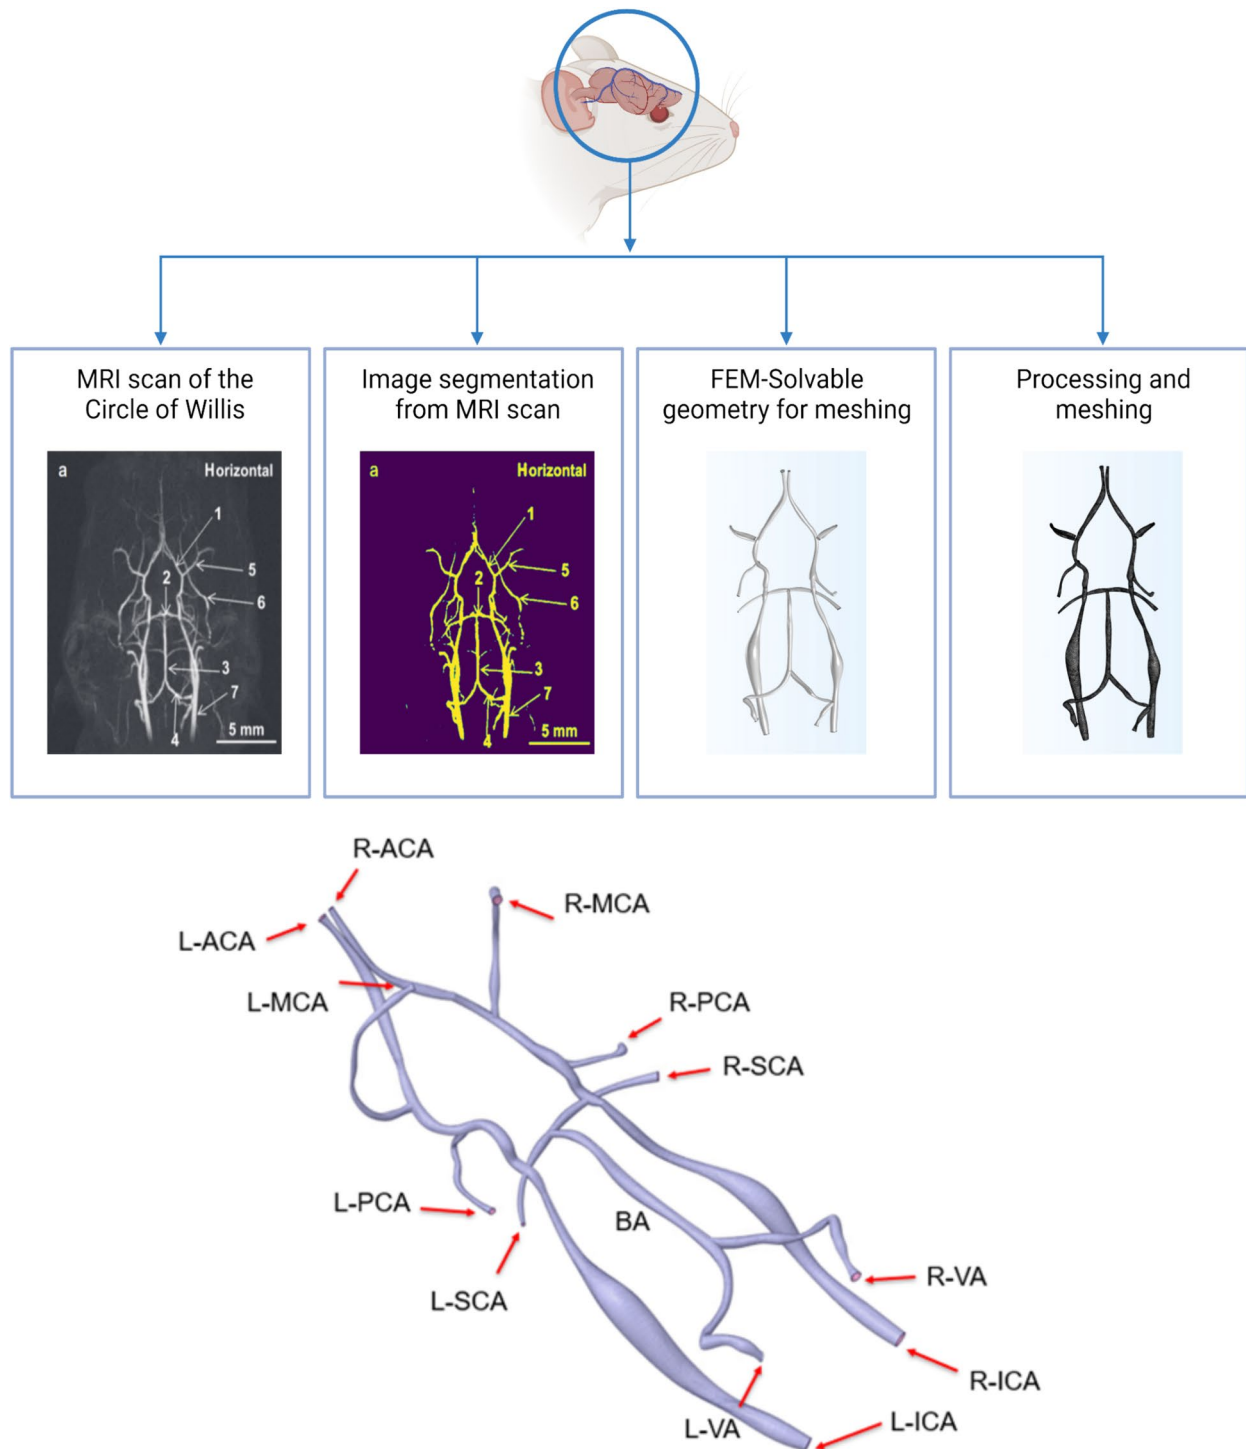 MRI scan of the
Circle of Willis
a
Horizontal
1
2
5
6
3
7
4
5 mm
Image segmentation
from MRI scan
a
Horizontal
1
2
5
6
3
7
4
5 mm
FEM-Solvable
geometry for meshing
Processing and
meshing
R-ACA
L-ACA
R-MCA
L-MCA
R-PCA
R-SCA
L-PCA
BA
L-SCA
R-VA
R-ICA
L-VA
L-ICA